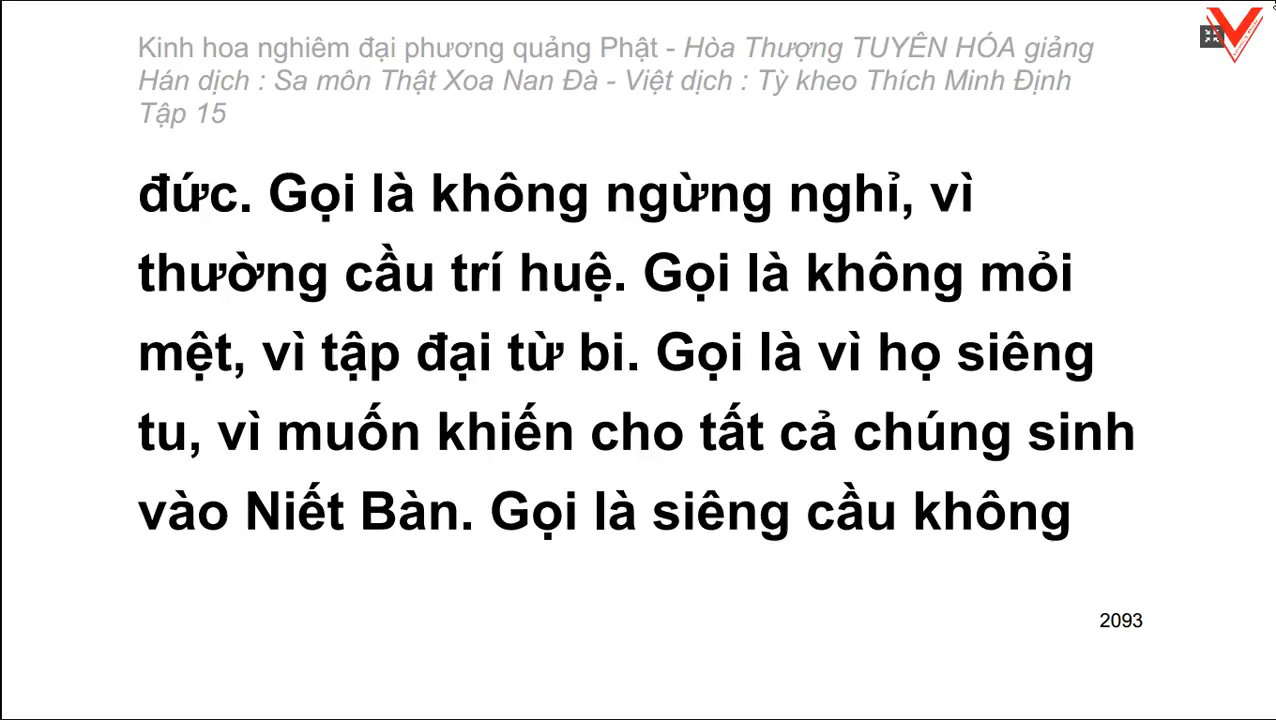 Kinh hoa nghiêm đại phương quảng Phật - Hòa Thượng TUYÊN HÓA giảng
Hán dịch : Sa môn Thật Xoa Nan Đà - Việt dịch : Tỳ kheo Thích Minh Định
Tập 15
đức. Gọi là không ngừng nghỉ, vì
thường cầu trí huệ. Gọi là không mỏi
mệt, vì tập đại từ bi. Gọi là vì họ siêng
tu, vì muốn khiến cho tất cả chúng sinh
vào Niết Bàn. Gọi là siêng cầu không
2093